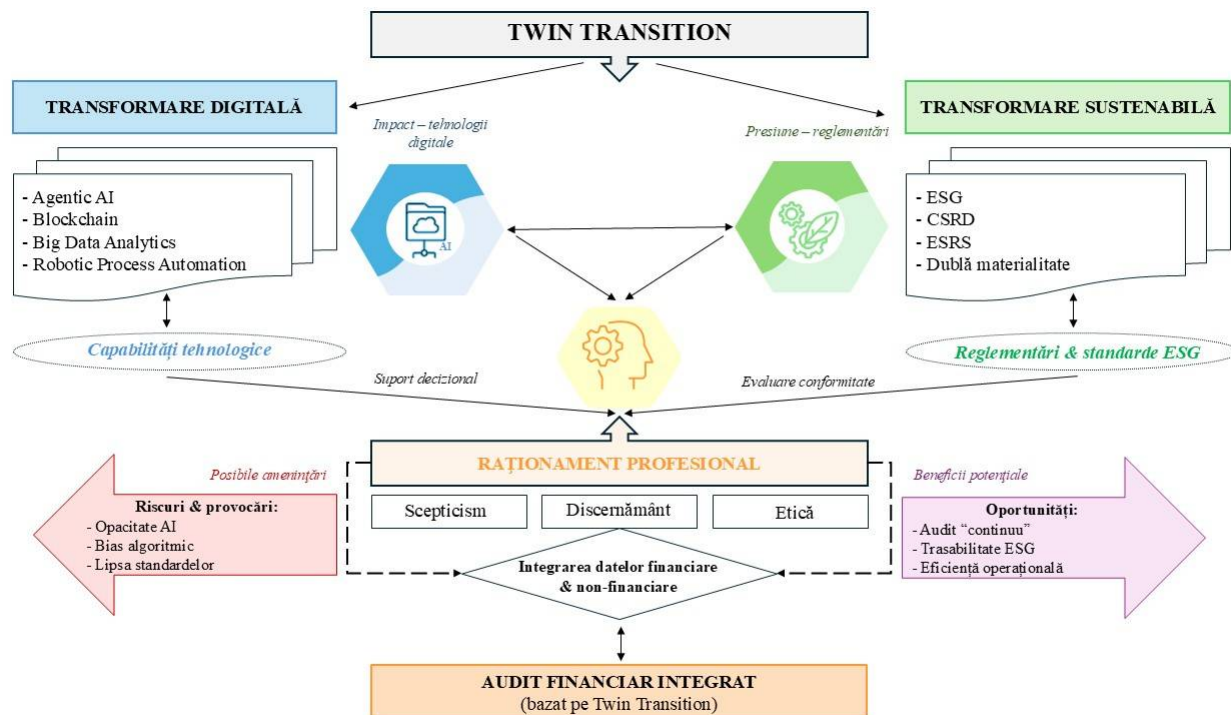 TWIN TRANSITION
TRANSFORMARE DIGITALĂ
TRANSFORMARE SUSTENABILĂ
Impact – tehnologii
digitale
Presiune – reglementări
- Agentic AI
- Blockchain
- Big Data Analytics
- Robotic Process Automation
AI
- ESG
- CSRD
- ESRS
- Dublă materialitate
Capabilități tehnologice
Reglementări & standarde ESG
Suport decizional
Evaluare conformitate
RAȚIONAMENT PROFESIONAL
Posibile amenințări
Beneficii potențiale
Scepticism
Discernământ
Etică
Riscuri & provocări:
- Opacitate AI
- Bias algoritmic
- Lipsa standardelor
Oportunități:
- Audit “continuu”
- Trasabilitate ESG
- Eficiență operațională
Integrarea datelor financiare
& non-financiare
AUDIT FINANCIAR INTEGRAT
(bazat pe Twin Transition)